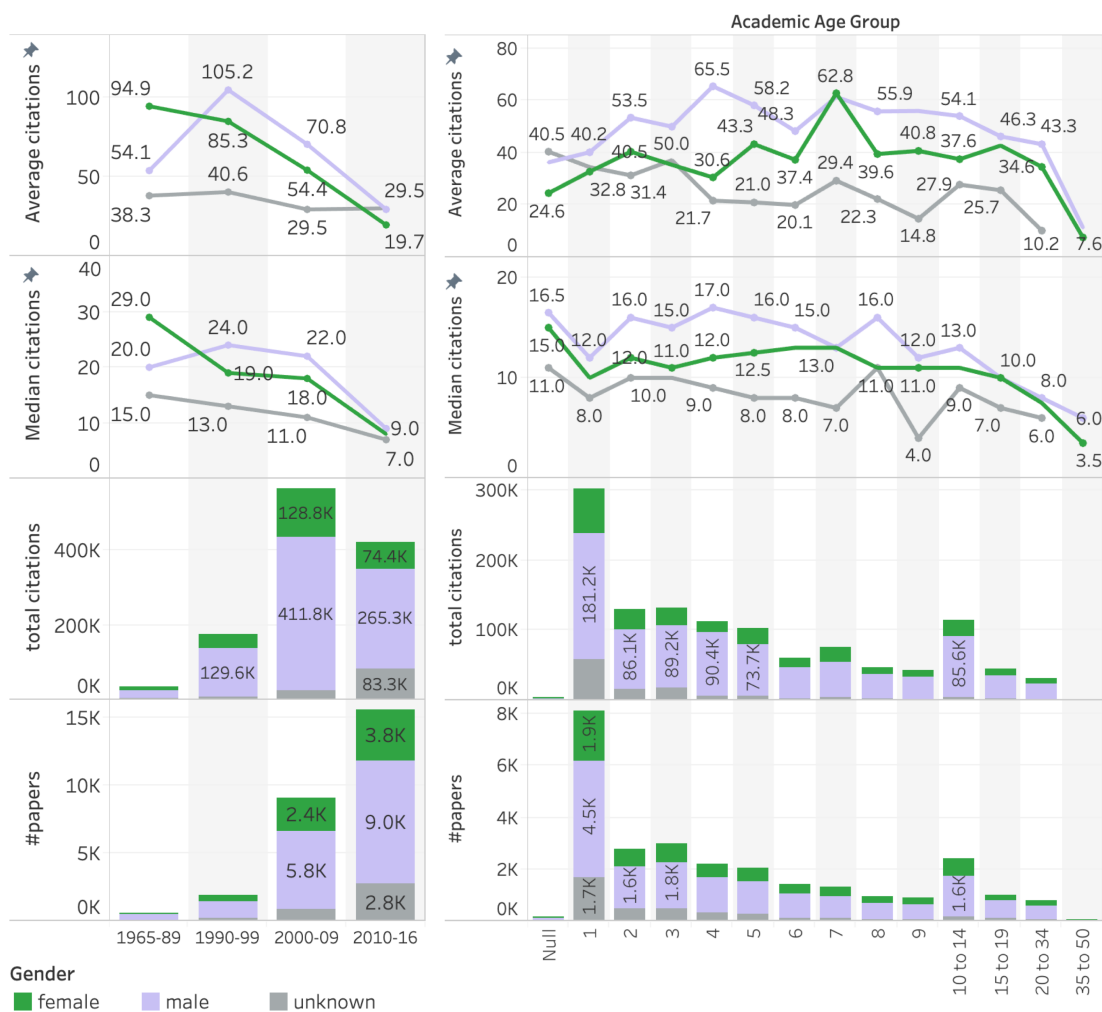 Academic Age Group
Average citations
100
50
0
94.9
105.2
54.1
85.3
70.8
38.3
40.6
54.4
29.5
29.5
19.7
Average citations
80
60
40
20
0
40.5
40.2
53.5
65.5
58.2
48.3
62.8
55.9
54.1
46.3
43.3
24.6
32.8
40.5
31.4
50.0
30.6
21.7
43.3
21.0
37.4
20.1
29.4
39.6
22.3
40.8
14.8
37.6
27.9
25.7
34.6
10.2
7.6
Median citations
40
30
20
10
0
29.0
24.0
22.0
20.0
19.0
18.0
15.0
13.0
11.0
9.0
7.0
Median citations
20
10
0
16.5
15.0
11.0
12.0
8.0
16.0
12.0
10.0
15.0
11.0
17.0
12.0
9.0
16.0
12.5
8.0
15.0
8.0
13.0
7.0
16.0
11.0
12.0
11.0
4.0
13.0
9.0
10.0
7.0
8.0
6.0
6.0
3.5
total citations
400K
200K
0K
129.6K
128.8K
411.8K
74.4K
265.3K
83.3K
total citations
300K
200K
100K
0K
181.2K
86.1K
89.2K
90.4K
73.7K
85.6K
#papers
15K
10K
5K
0K
2.4K
5.8K
3.8K
9.0K
2.8K
#papers
8K
6K
4K
2K
0K
1.9K
4.5K
1.7K
1.6K
1.8K
1.6K
1965-89 1990-99 2000-09 2010-16
Null 1 2 3 4 5 6 7 8 9 10 to 14 15 to 19 20 to 34 35 to 50
Gender
female male unknown